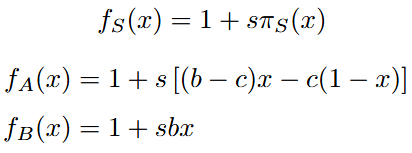 f_S(x) = 1 + sπ_S(x)
f_A(x) = 1 + s [(b − c)x − c(1 − x)]
f_B(x) = 1 + sbx